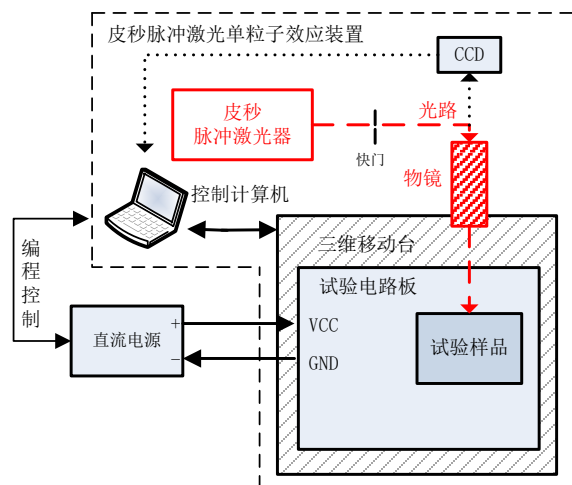 皮秒脉冲激光单粒子效应装置
CCD
皮秒
脉冲激光器
光路
快门
物镜
控制计算机
编程控制
三维移动台
试验电路板
直流电源
+
−
VCC
GND
试验样品